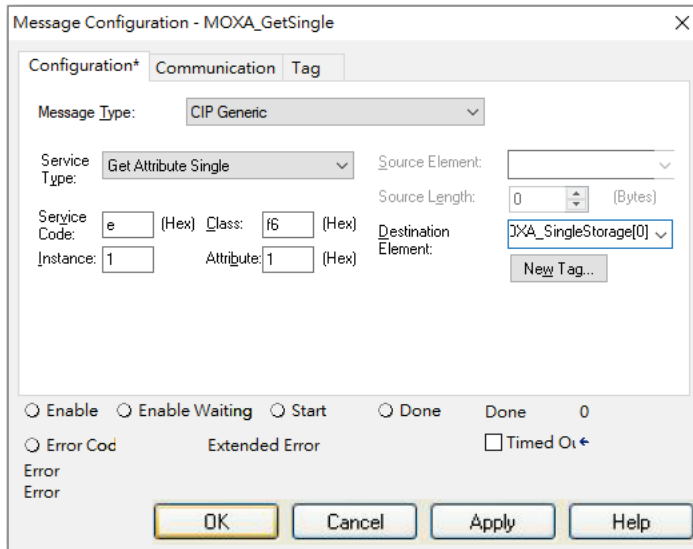 Message Configuration - MOXA_GetSingle
Configuration* Communication Tag
Message Type: CIP Generic
Service Type: Get Attribute Single
Source Element:
Source Length: 0 (Bytes)
Service Code: e (Hex) Class: f6 (Hex)
Destination Element: OXA_SingleStorage[0]
Instance: 1 Attribute: 1 (Hex)
New Tag...
Enable Enable Waiting Start Done Done 0
Error Cod Extended Error Timed Ou
Error
Error
OK Cancel Apply Help